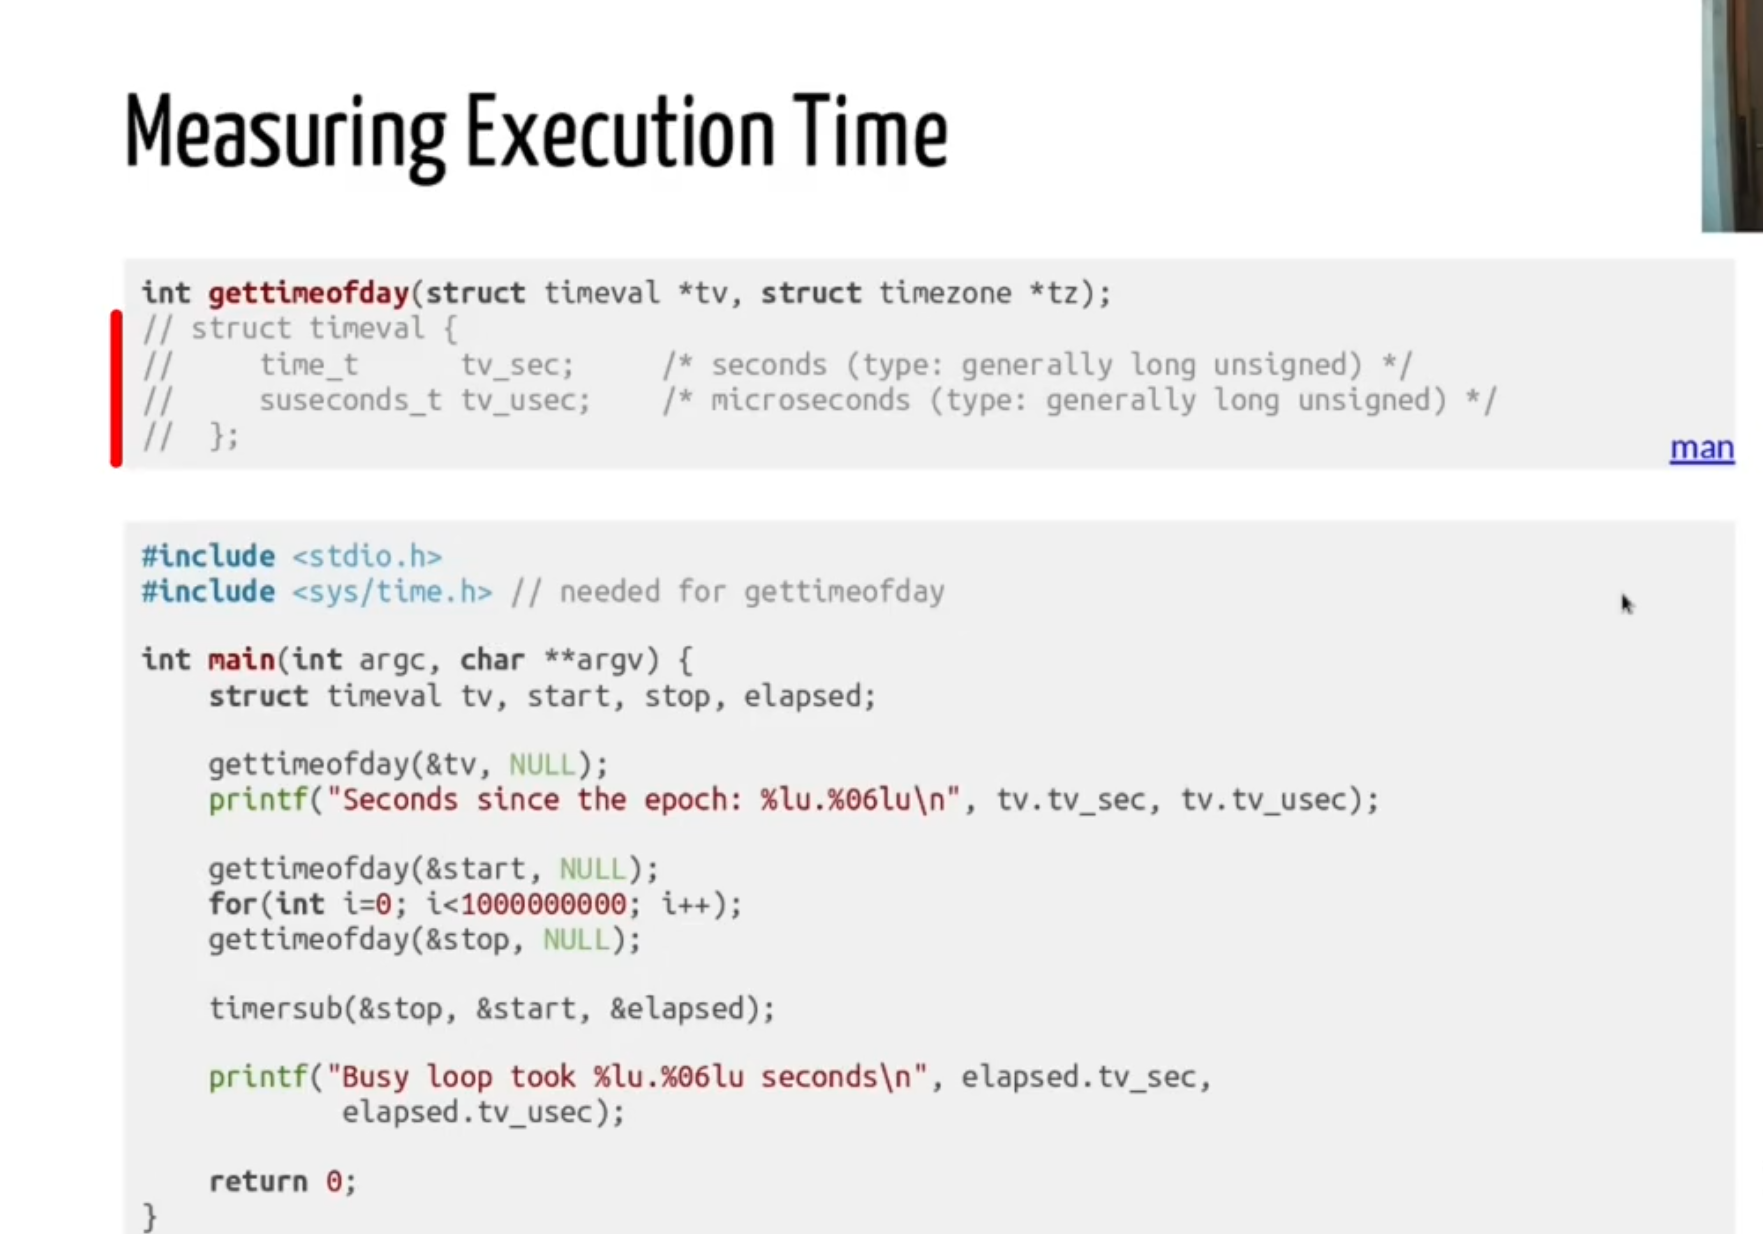 Measuring Execution Time
int gettimeofday(struct timeval *tv, struct timezone *tz);
// struct timeval {
//     time_t      tv_sec;     /* seconds (type: generally long unsigned) */
//     suseconds_t tv_usec;    /* microseconds (type: generally long unsigned) */
//  };
man
#include <stdio.h>
#include <sys/time.h> // needed for gettimeofday
int main(int argc, char **argv) {
    struct timeval tv, start, stop, elapsed;
    gettimeofday(&tv, NULL);
    printf("Seconds since the epoch: %lu.%06lu\n", tv.tv_sec, tv.tv_usec);
    gettimeofday(&start, NULL);
    for(int i=0; i<1000000000; i++);
    gettimeofday(&stop, NULL);
    timersub(&stop, &start, &elapsed);
    printf("Busy loop took %lu.%06lu seconds\n", elapsed.tv_sec,
            elapsed.tv_usec);
    return 0;
}